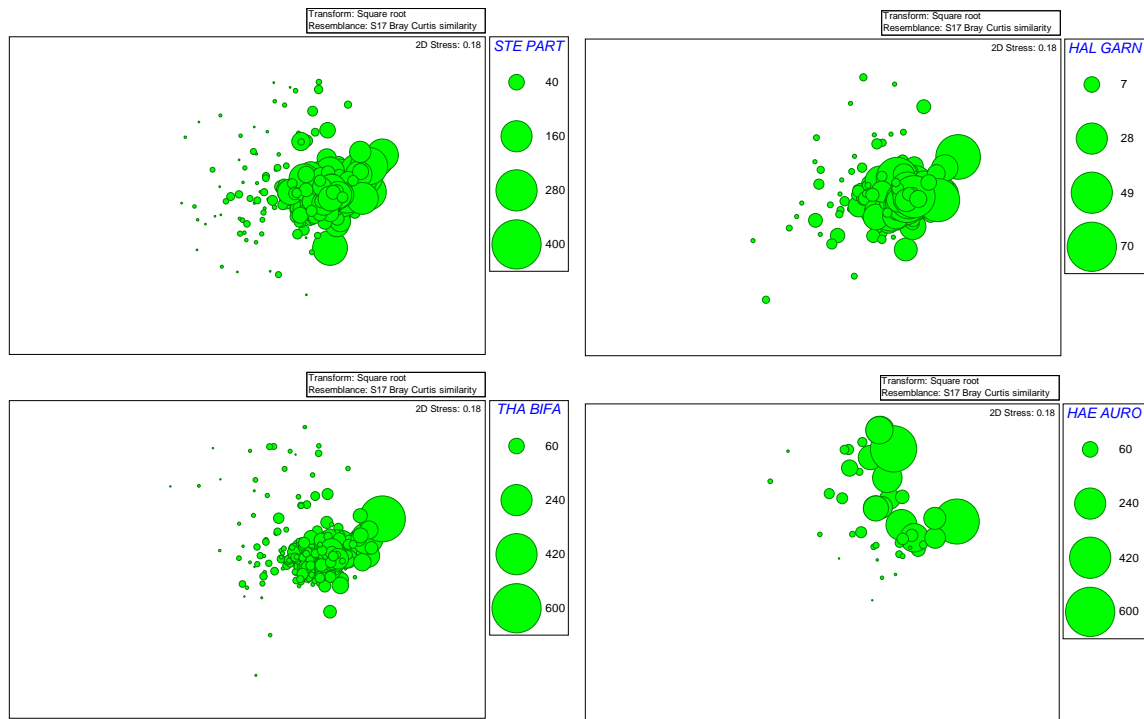 Transform: Square root
Resemblance: S17 Bray Curtis similarity
2D Stress: 0.18
STE PART
40
160
280
400
Transform: Square root
Resemblance: S17 Bray Curtis similarity
2D Stress: 0.18
HAL GARN
7
28
49
70
Transform: Square root
Resemblance: S17 Bray Curtis similarity
2D Stress: 0.18
THA BIFA
60
240
420
600
Transform: Square root
Resemblance: S17 Bray Curtis similarity
2D Stress: 0.18
HAE AURO
60
240
420
600